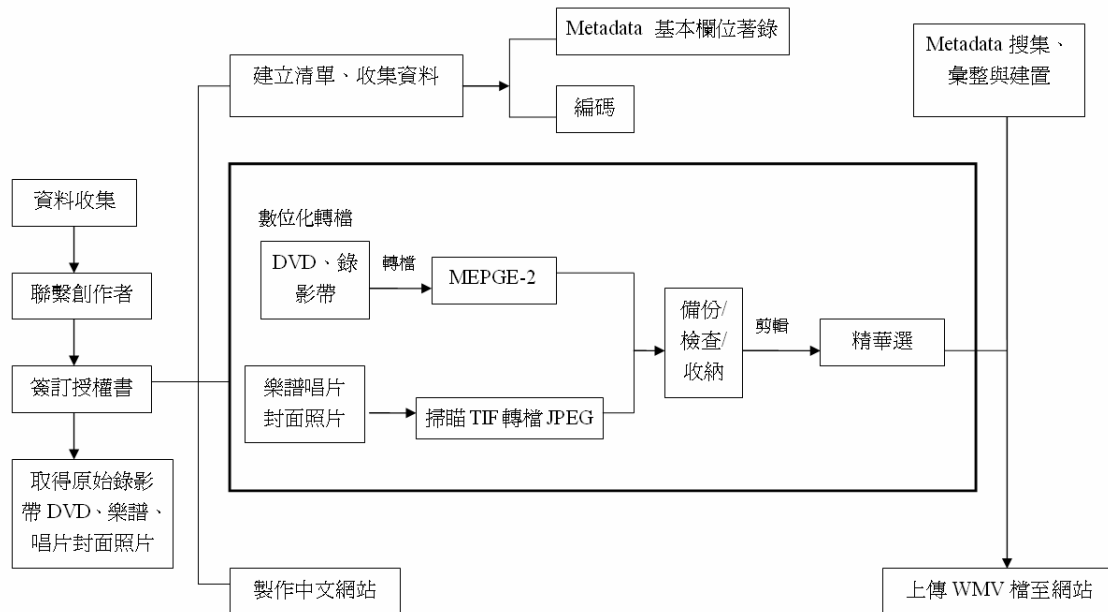 Metadata 基本欄位著錄
建立清單、收集資料
編碼
Metadata 搜集、
彙整與建置
資料收集
聯繫創作者
簽訂授權書
取得原始錄影
帶 DVD、樂譜、
唱片封面照片
數位化轉檔
DVD、錄
影帶
轉檔
MEPGE-2
樂譜唱片
封面照片
掃瞄 TIF 轉檔 JPEG
備份/
檢查/
收納
剪輯
精華選
製作中文網站
上傳 WMV 檔至網站